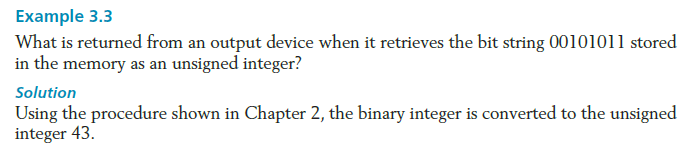 Example 3.3
What is returned from an output device when it retrieves the bit string 00101011 stored
in the memory as an unsigned integer?
Solution
Using the procedure shown in Chapter 2, the binary integer is converted to the unsigned
integer 43.